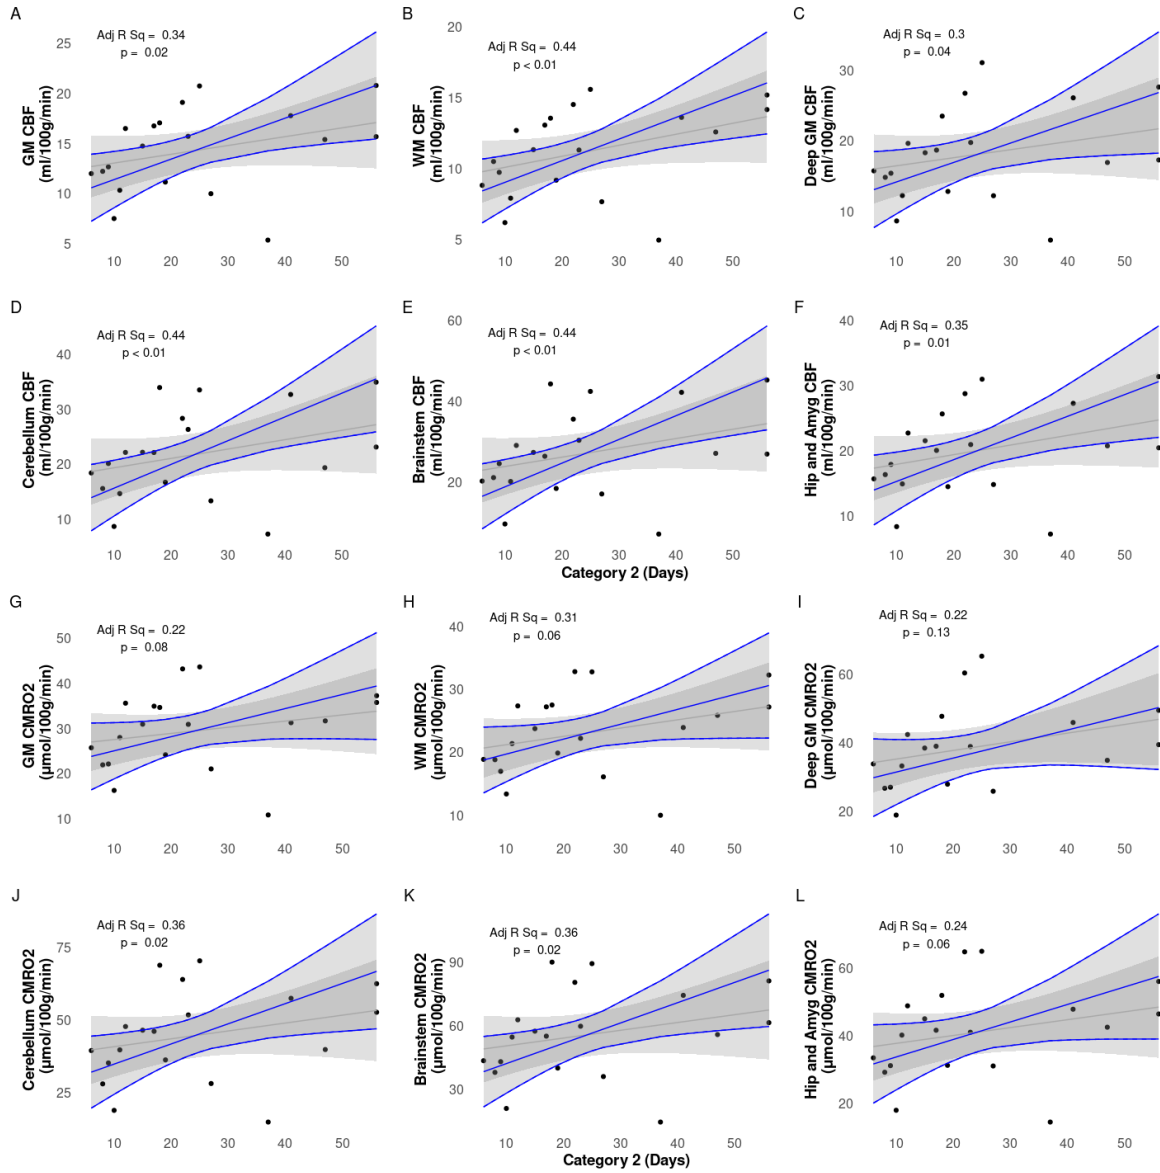 A
Adj R Sq = 0.34
p = 0.02
GM CBF
(ml/100g/min)
25
20
15
10
5
10 20 30 40 50
B
Adj R Sq = 0.44
p < 0.01
WM CBF
(ml/100g/min)
20
15
10
5
10 20 30 40 50
C
Adj R Sq = 0.3
p = 0.04
Deep GM CBF
(ml/100g/min)
30
20
10
10 20 30 40 50
D
Adj R Sq = 0.44
p < 0.01
Cerebellum CBF
(ml/100g/min)
40
30
20
10
10 20 30 40 50
E
Adj R Sq = 0.44
p < 0.01
Brainstem CBF
(ml/100g/min)
60
40
20
10 20 30 40 50
Category 2 (Days)
F
Adj R Sq = 0.35
p = 0.01
Hip and Amyg CBF
(ml/100g/min)
40
30
20
10
10 20 30 40 50
G
Adj R Sq = 0.22
p = 0.08
GM CMRO2
(μmol/100g/min)
50
40
30
20
10
10 20 30 40 50
H
Adj R Sq = 0.31
p = 0.06
WM CMRO2
(μmol/100g/min)
40
30
20
10
10 20 30 40 50
I
Adj R Sq = 0.22
p = 0.13
Deep GM CMRO2
(μmol/100g/min)
60
40
20
10 20 30 40 50
J
Adj R Sq = 0.36
p = 0.02
Cerebellum CMRO2
(μmol/100g/min)
75
50
25
10 20 30 40 50
K
Adj R Sq = 0.36
p = 0.02
Brainstem CMRO2
(μmol/100g/min)
90
60
30
10 20 30 40 50
Category 2 (Days)
L
Adj R Sq = 0.24
p = 0.06
Hip and Amyg CMRO2
(μmol/100g/min)
60
40
20
10 20 30 40 50